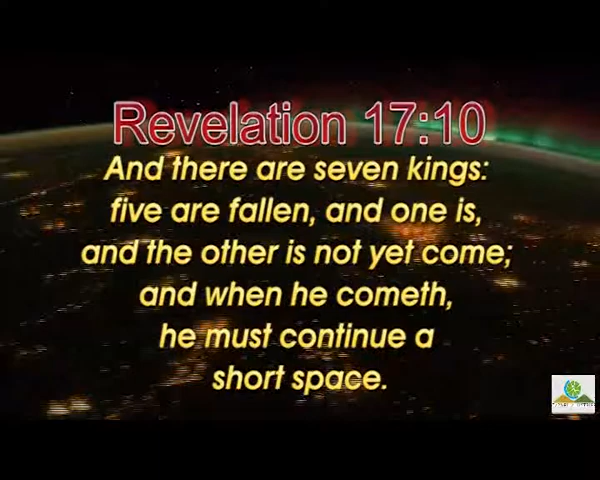 Revelation 17:10
And there are seven kings:
five are fallen, and one is,
and the other is not yet come;
and when he cometh,
he must continue a
short space.